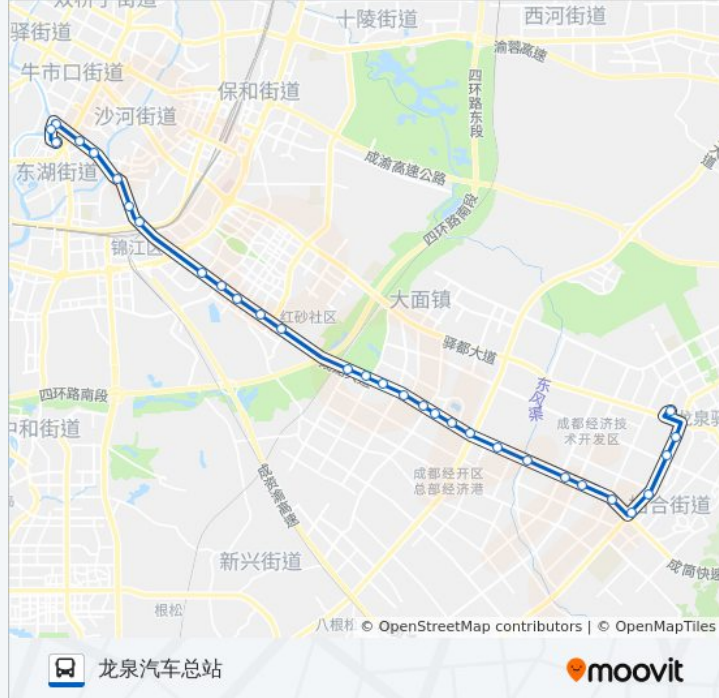 十陵街道
西河街道
驿街道
渝蓉高速
牛市口街道
保和街道
四环路东段
沙河街道
成渝高速公路
东湖街道
四环路南段
锦江区
大面镇
红砂社区
驿都大道
东风渠
四环路南段
龙泉驿
中和街道
成都经济技
术开发区
成都经开区
总部经济港
成资渝高速
街道
新兴街道
成简快速
根松
八根松
© OpenStreetMap contributors | © OpenMapTiles
龙泉汽车总站
moovit